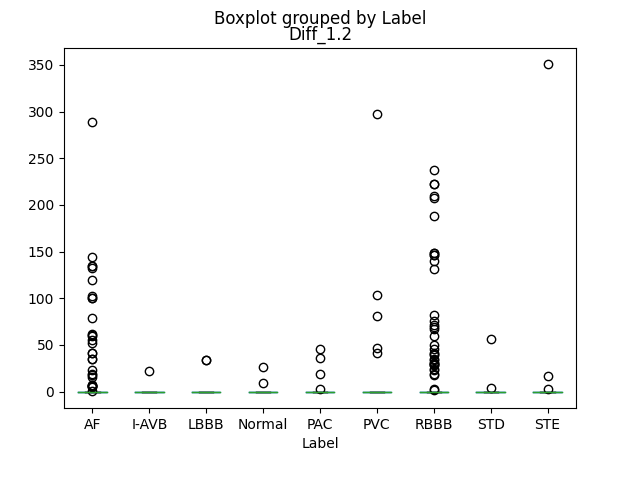 Boxplot grouped by Label
Diff_1.2
350
300
250
200
150
100
50
0
AF I-AVB LBBB Normal PAC PVC RBBB STD STE
Label